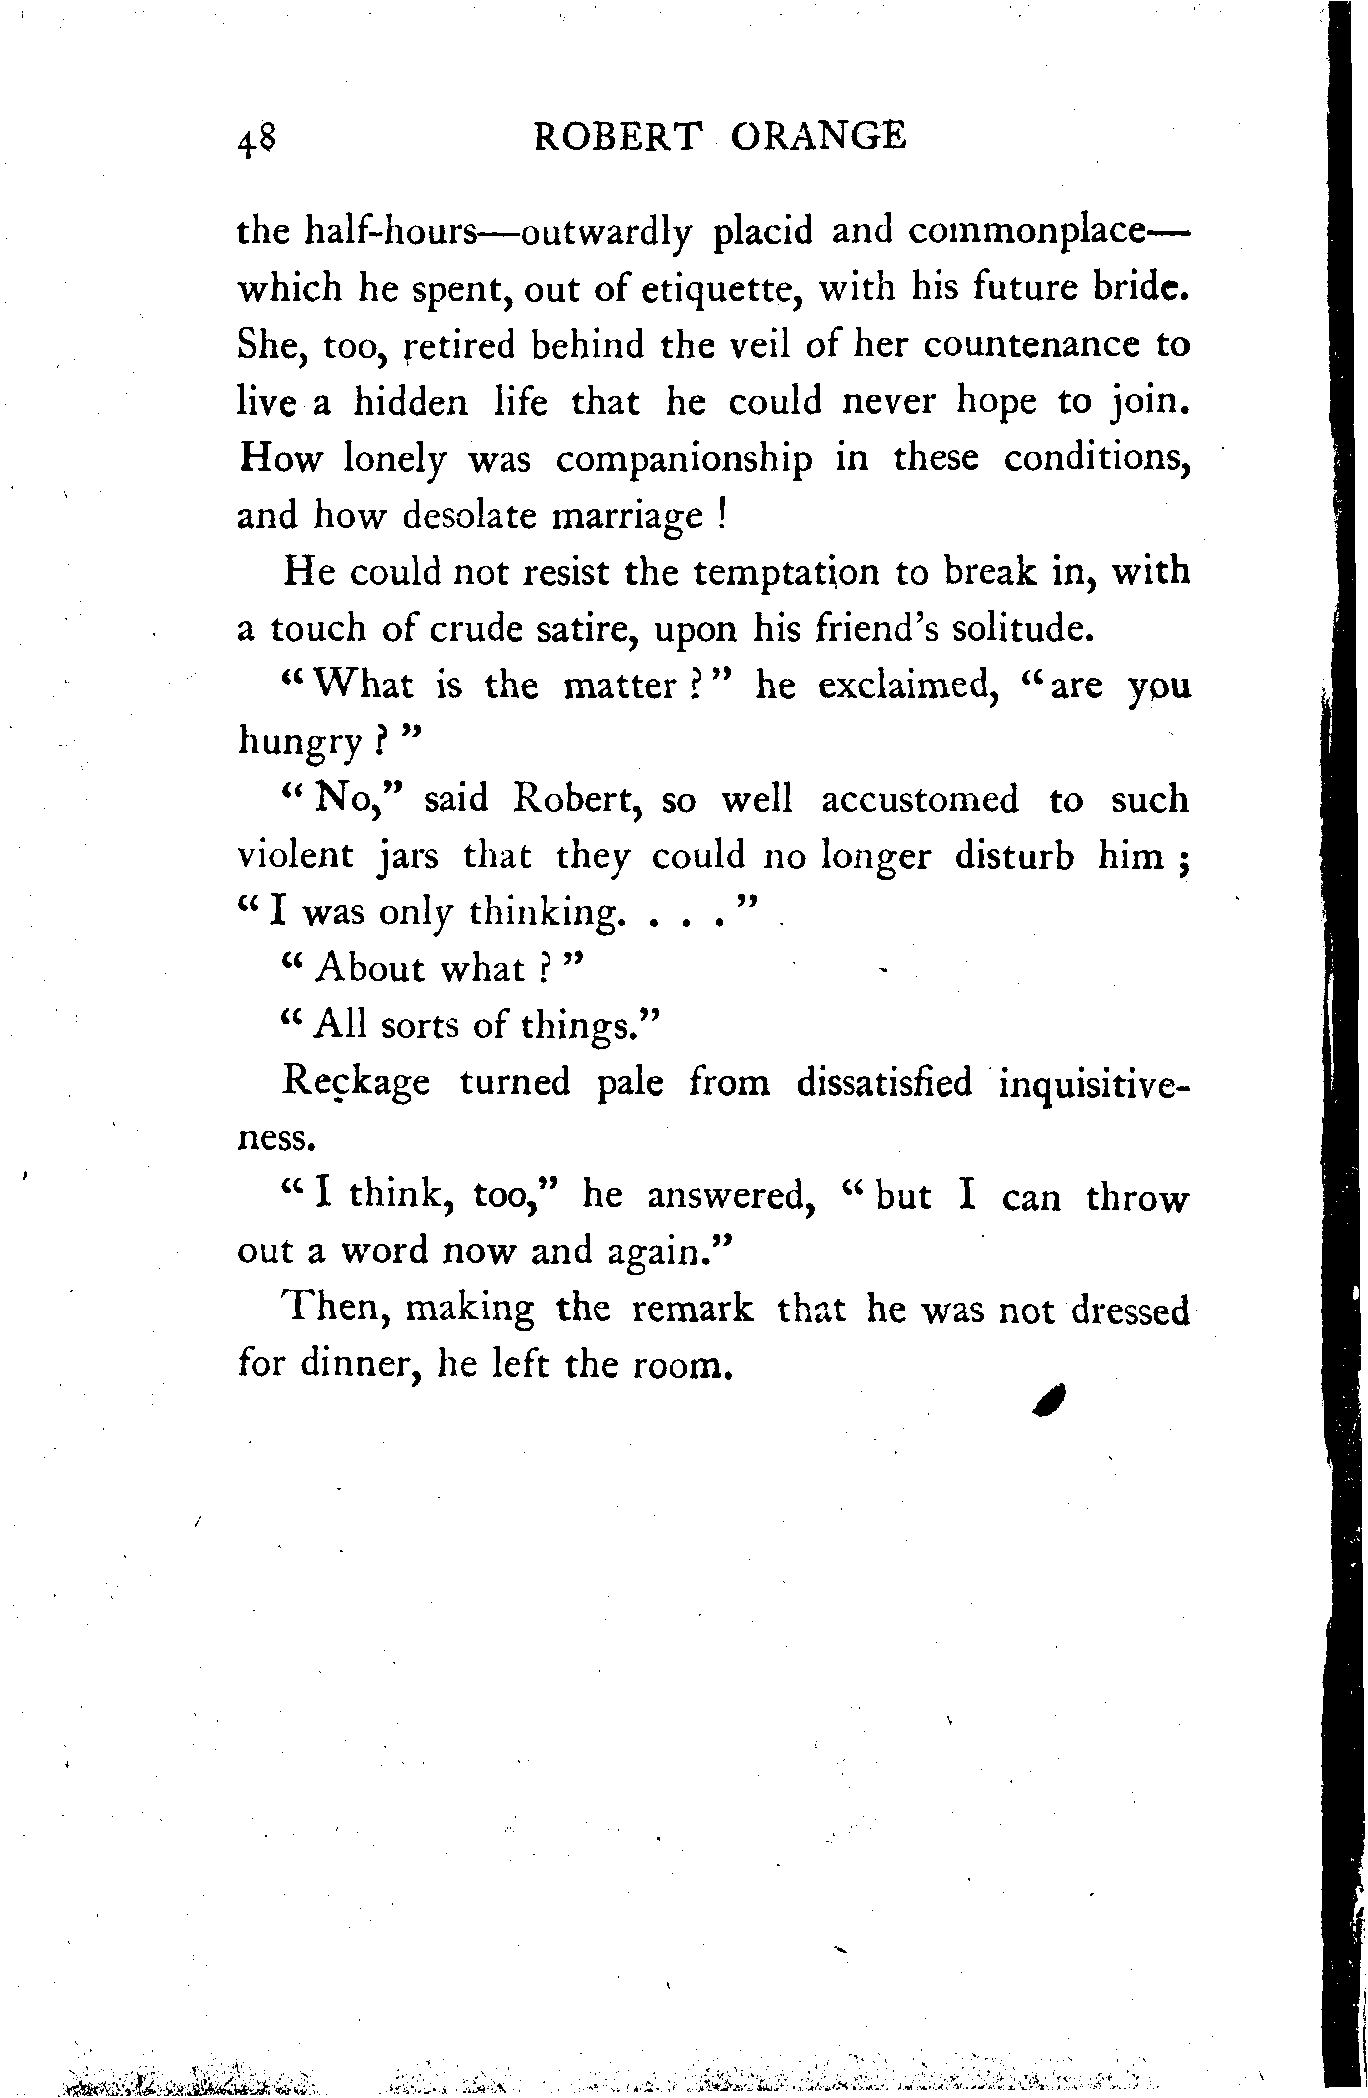 48 ROBERT ORANGE
the half-hours—outwardly placid and commonplace—
which he spent, out of etiquette, with his future bride.
She, too, retired behind the veil of her countenance to
live a hidden life that he could never hope to join.
How lonely was companionship in these conditions,
and how desolate marriage !
He could not resist the temptation to break in, with
a touch of crude satire, upon his friend's solitude.
“ What is the matter ? ” he exclaimed, “ are you
hungry ? ”
“ No,” said Robert, so well accustomed to such
violent jars that they could no longer disturb him ;
“ I was only thinking. . . . ”
“ About what ? ”
“ All sorts of things.”
Reckage turned pale from dissatisfied inquisitive-
ness.
“ I think, too,” he answered, “ but I can throw
out a word now and again.”
Then, making the remark that he was not dressed
for dinner, he left the room.